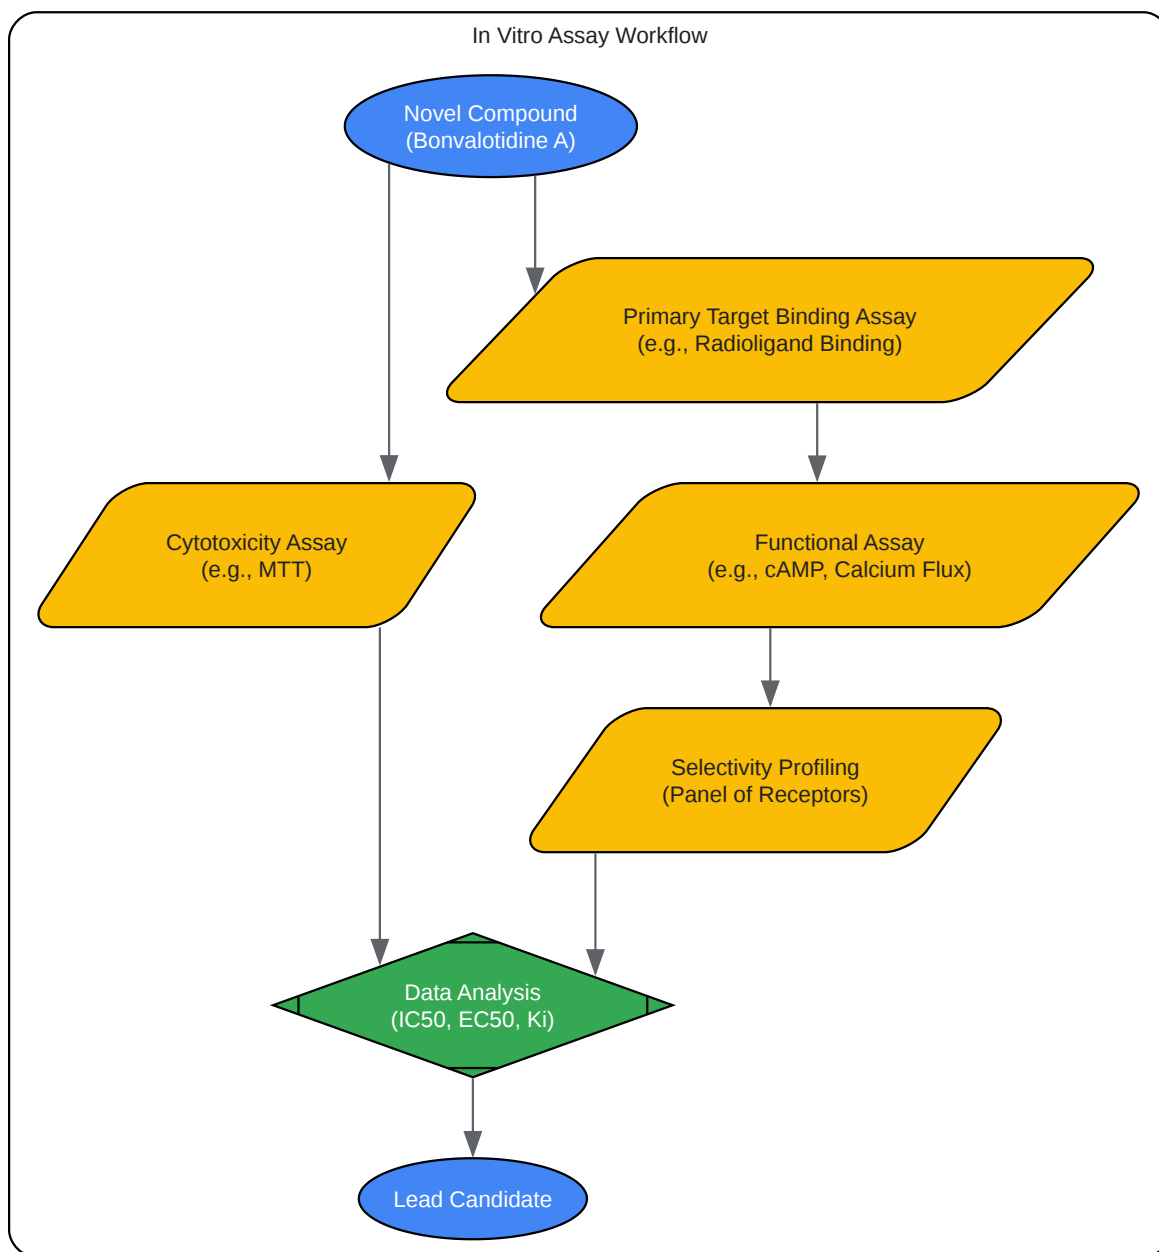 In Vitro Assay Workflow
Novel Compound
(Bonvalotidine A)
Primary Target Binding Assay
(e.g., Radioligand Binding)
Cytotoxicity Assay
(e.g., MTT)
Functional Assay
(e.g., cAMP, Calcium Flux)
Selectivity Profiling
(Panel of Receptors)
Data Analysis
(IC50, EC50, Ki)
Lead Candidate